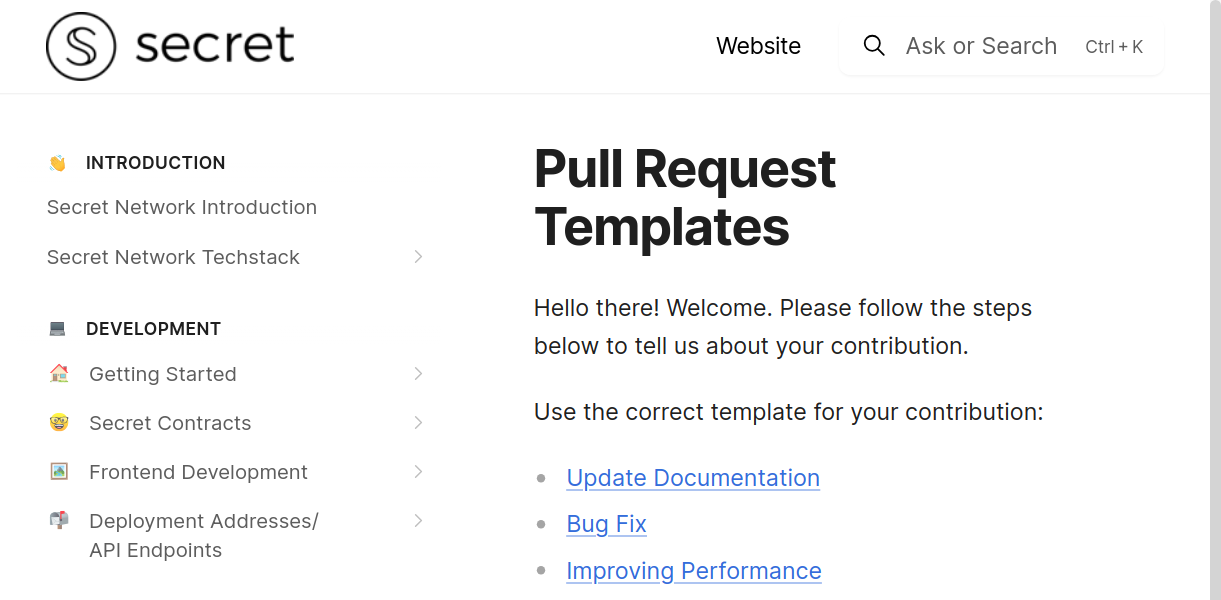 secret
Website
Ask or Search
Ctrl + K
INTRODUCTION
Secret Network Introduction
Secret Network Techstack
DEVELOPMENT
Getting Started
Secret Contracts
Frontend Development
Deployment Addresses/
API Endpoints
Pull Request
Templates
Hello there! Welcome. Please follow the steps
below to tell us about your contribution.
Use the correct template for your contribution:
Update Documentation
Bug Fix
Improving Performance